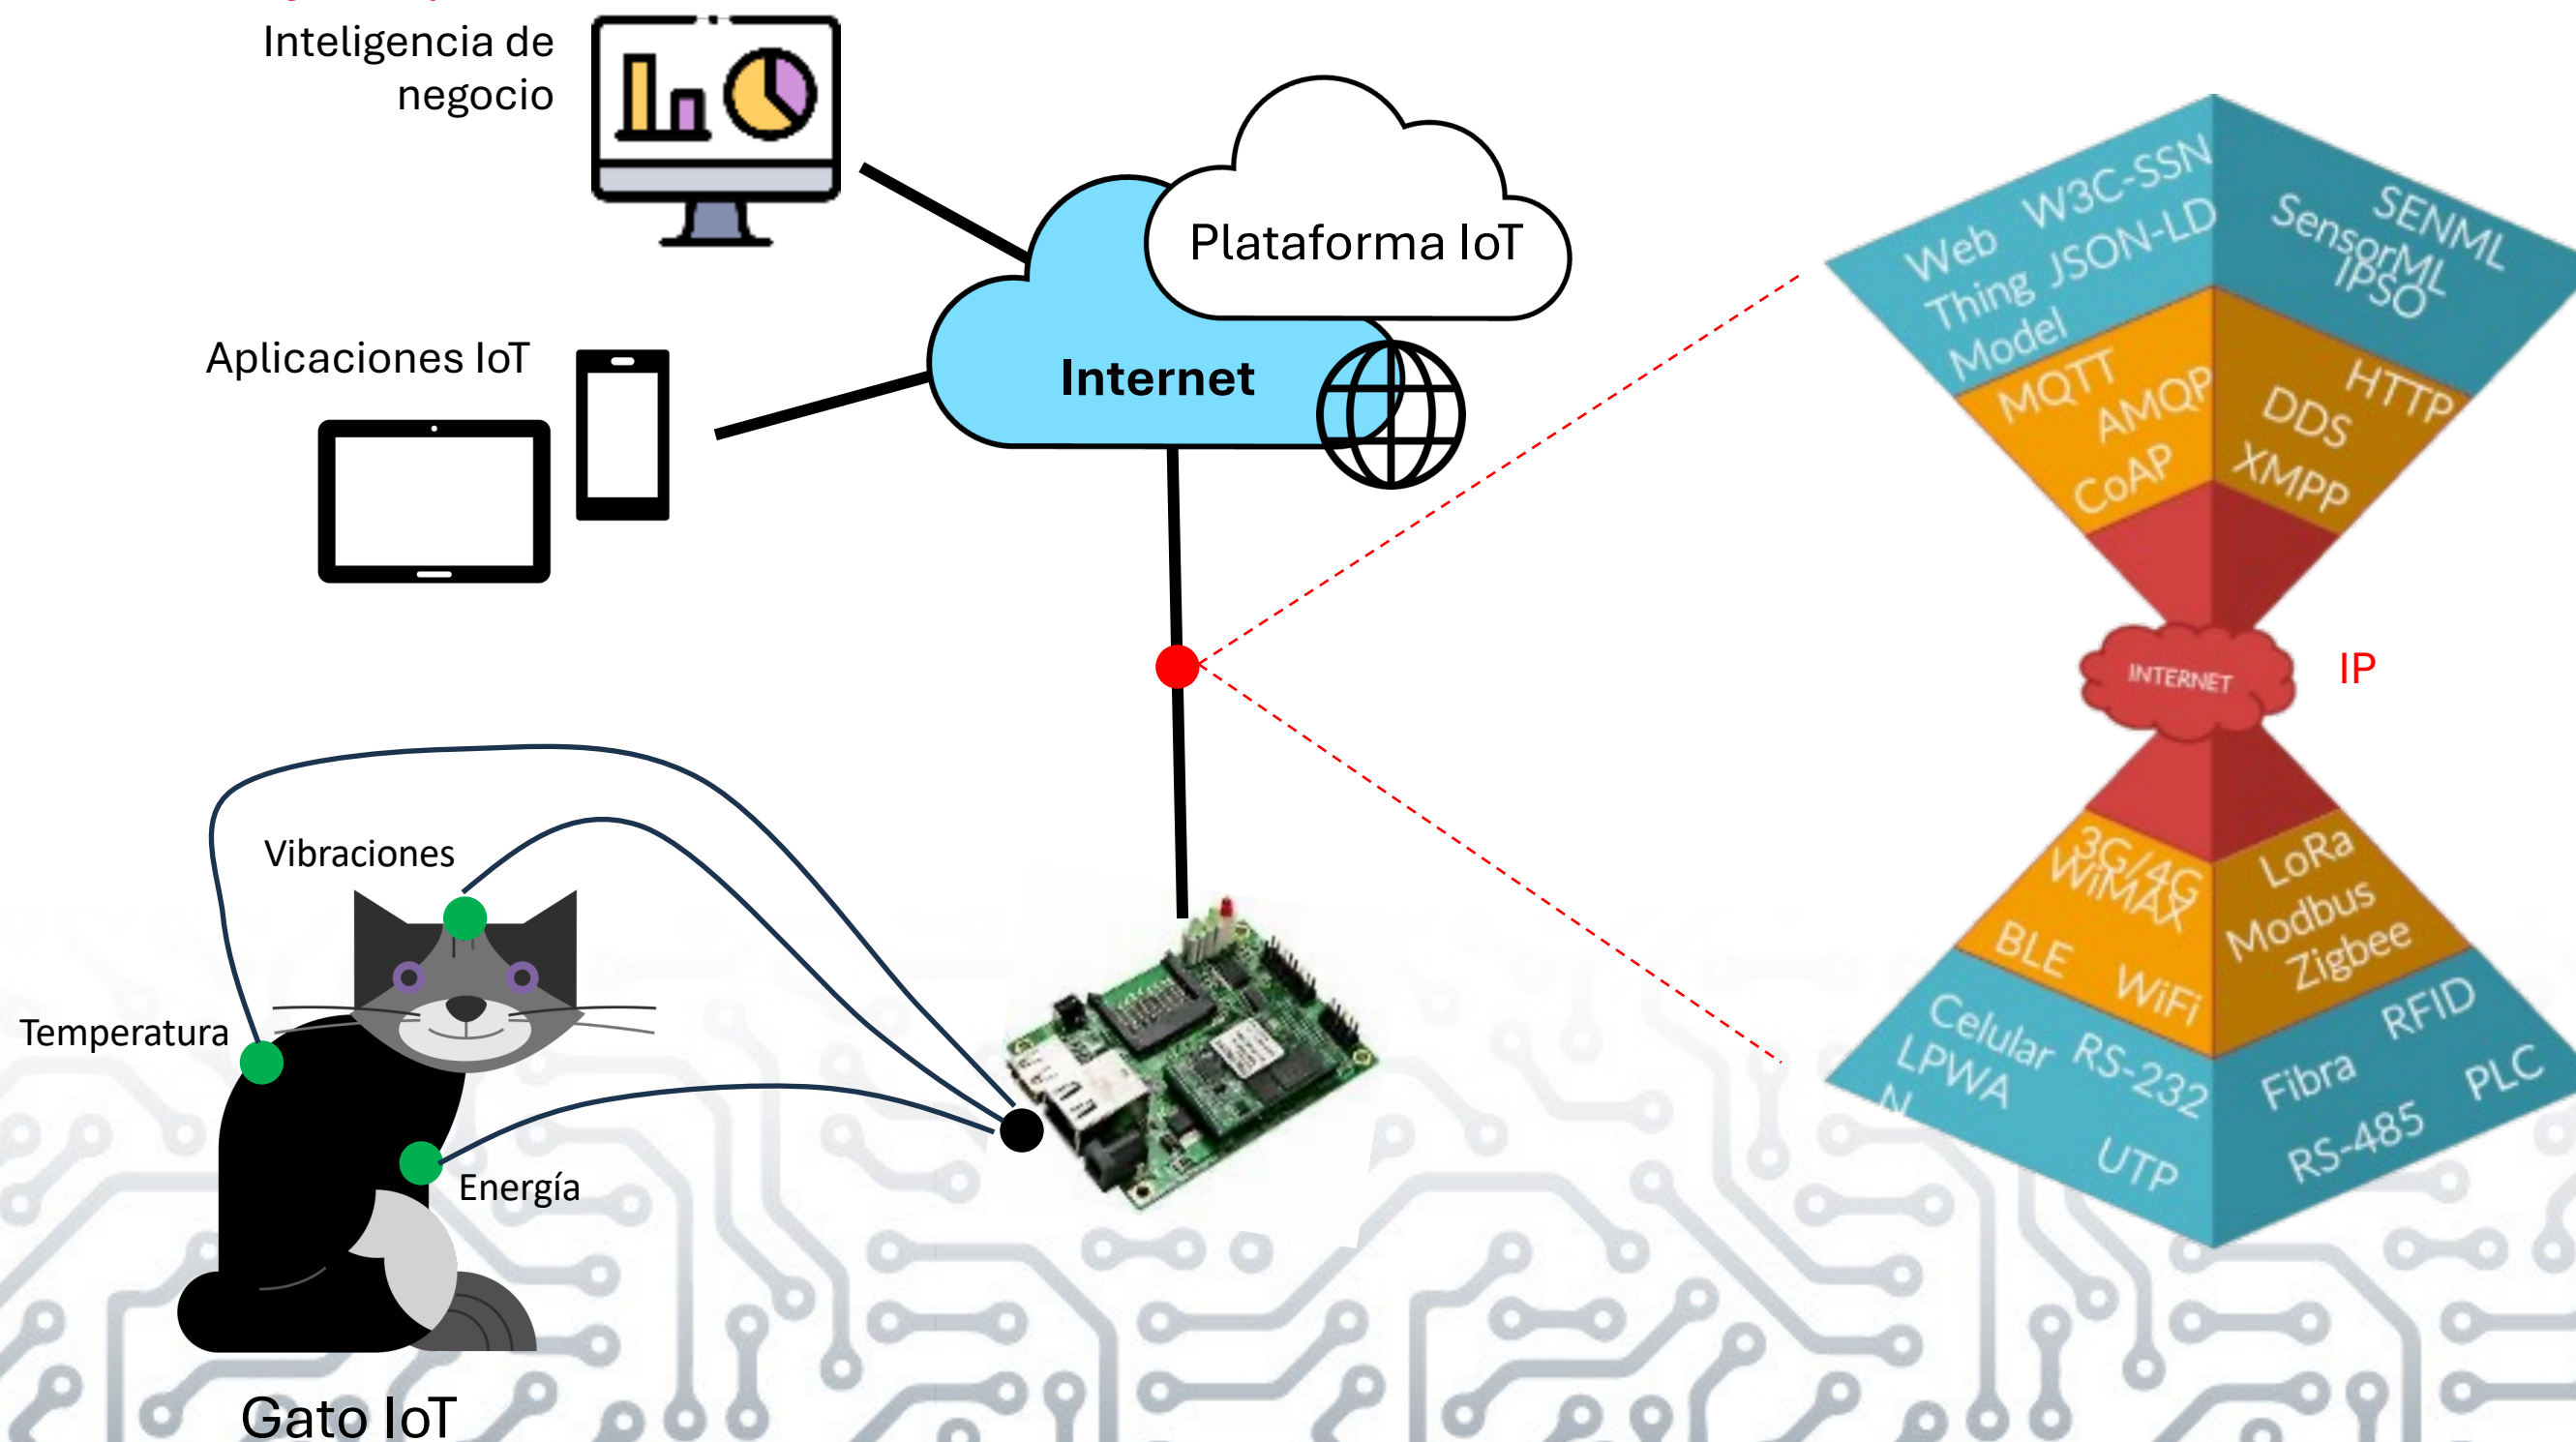 Inteligencia de
negocio
Plataforma IoT
Internet
Aplicaciones IoT
Vibraciones
Temperatura
Energía
Gato IoT
W3C-SSN
Web
JSON-LD
Thing
Model
SENML
SensorML
IPSO
MQTT
AMQP
CoAP
HTTP
DDS
XMPP
INTERNET
IP
3G/4G
WiMAX
BLE
WiFi
LoRa
Modbus
Zigbee
Celular
LPWA
N
RS-232
UTP
RFID
Fibra
PLC
RS-485